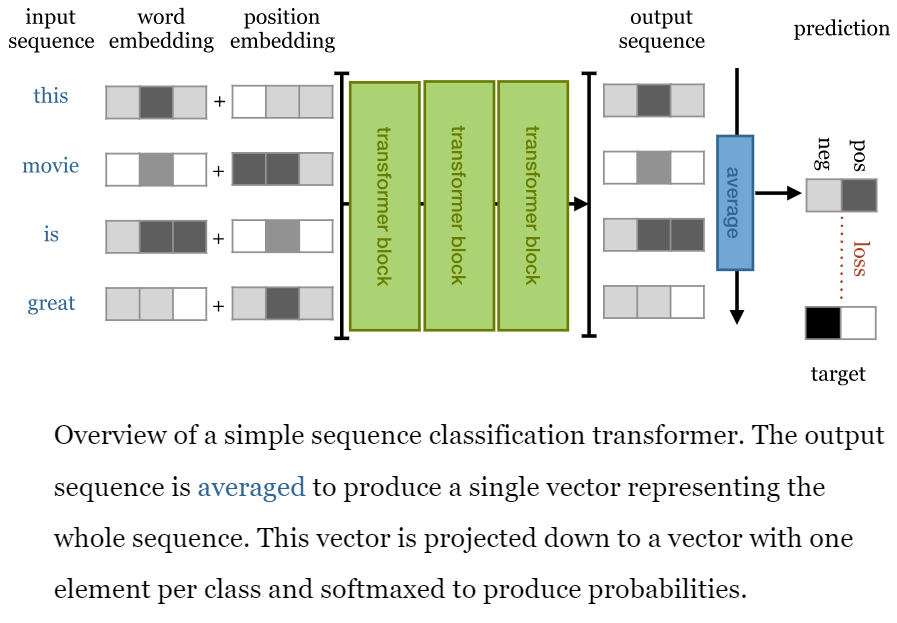 input sequence
word embedding
position embedding
output sequence
prediction
this
+
movie
+
is
+
great
+
transformer block
transformer block
transformer block
average
neg
pos
loss
target
Overview of a simple sequence classification transformer. The output
sequence is averaged to produce a single vector representing the
whole sequence. This vector is projected down to a vector with one
element per class and softmaxed to produce probabilities.